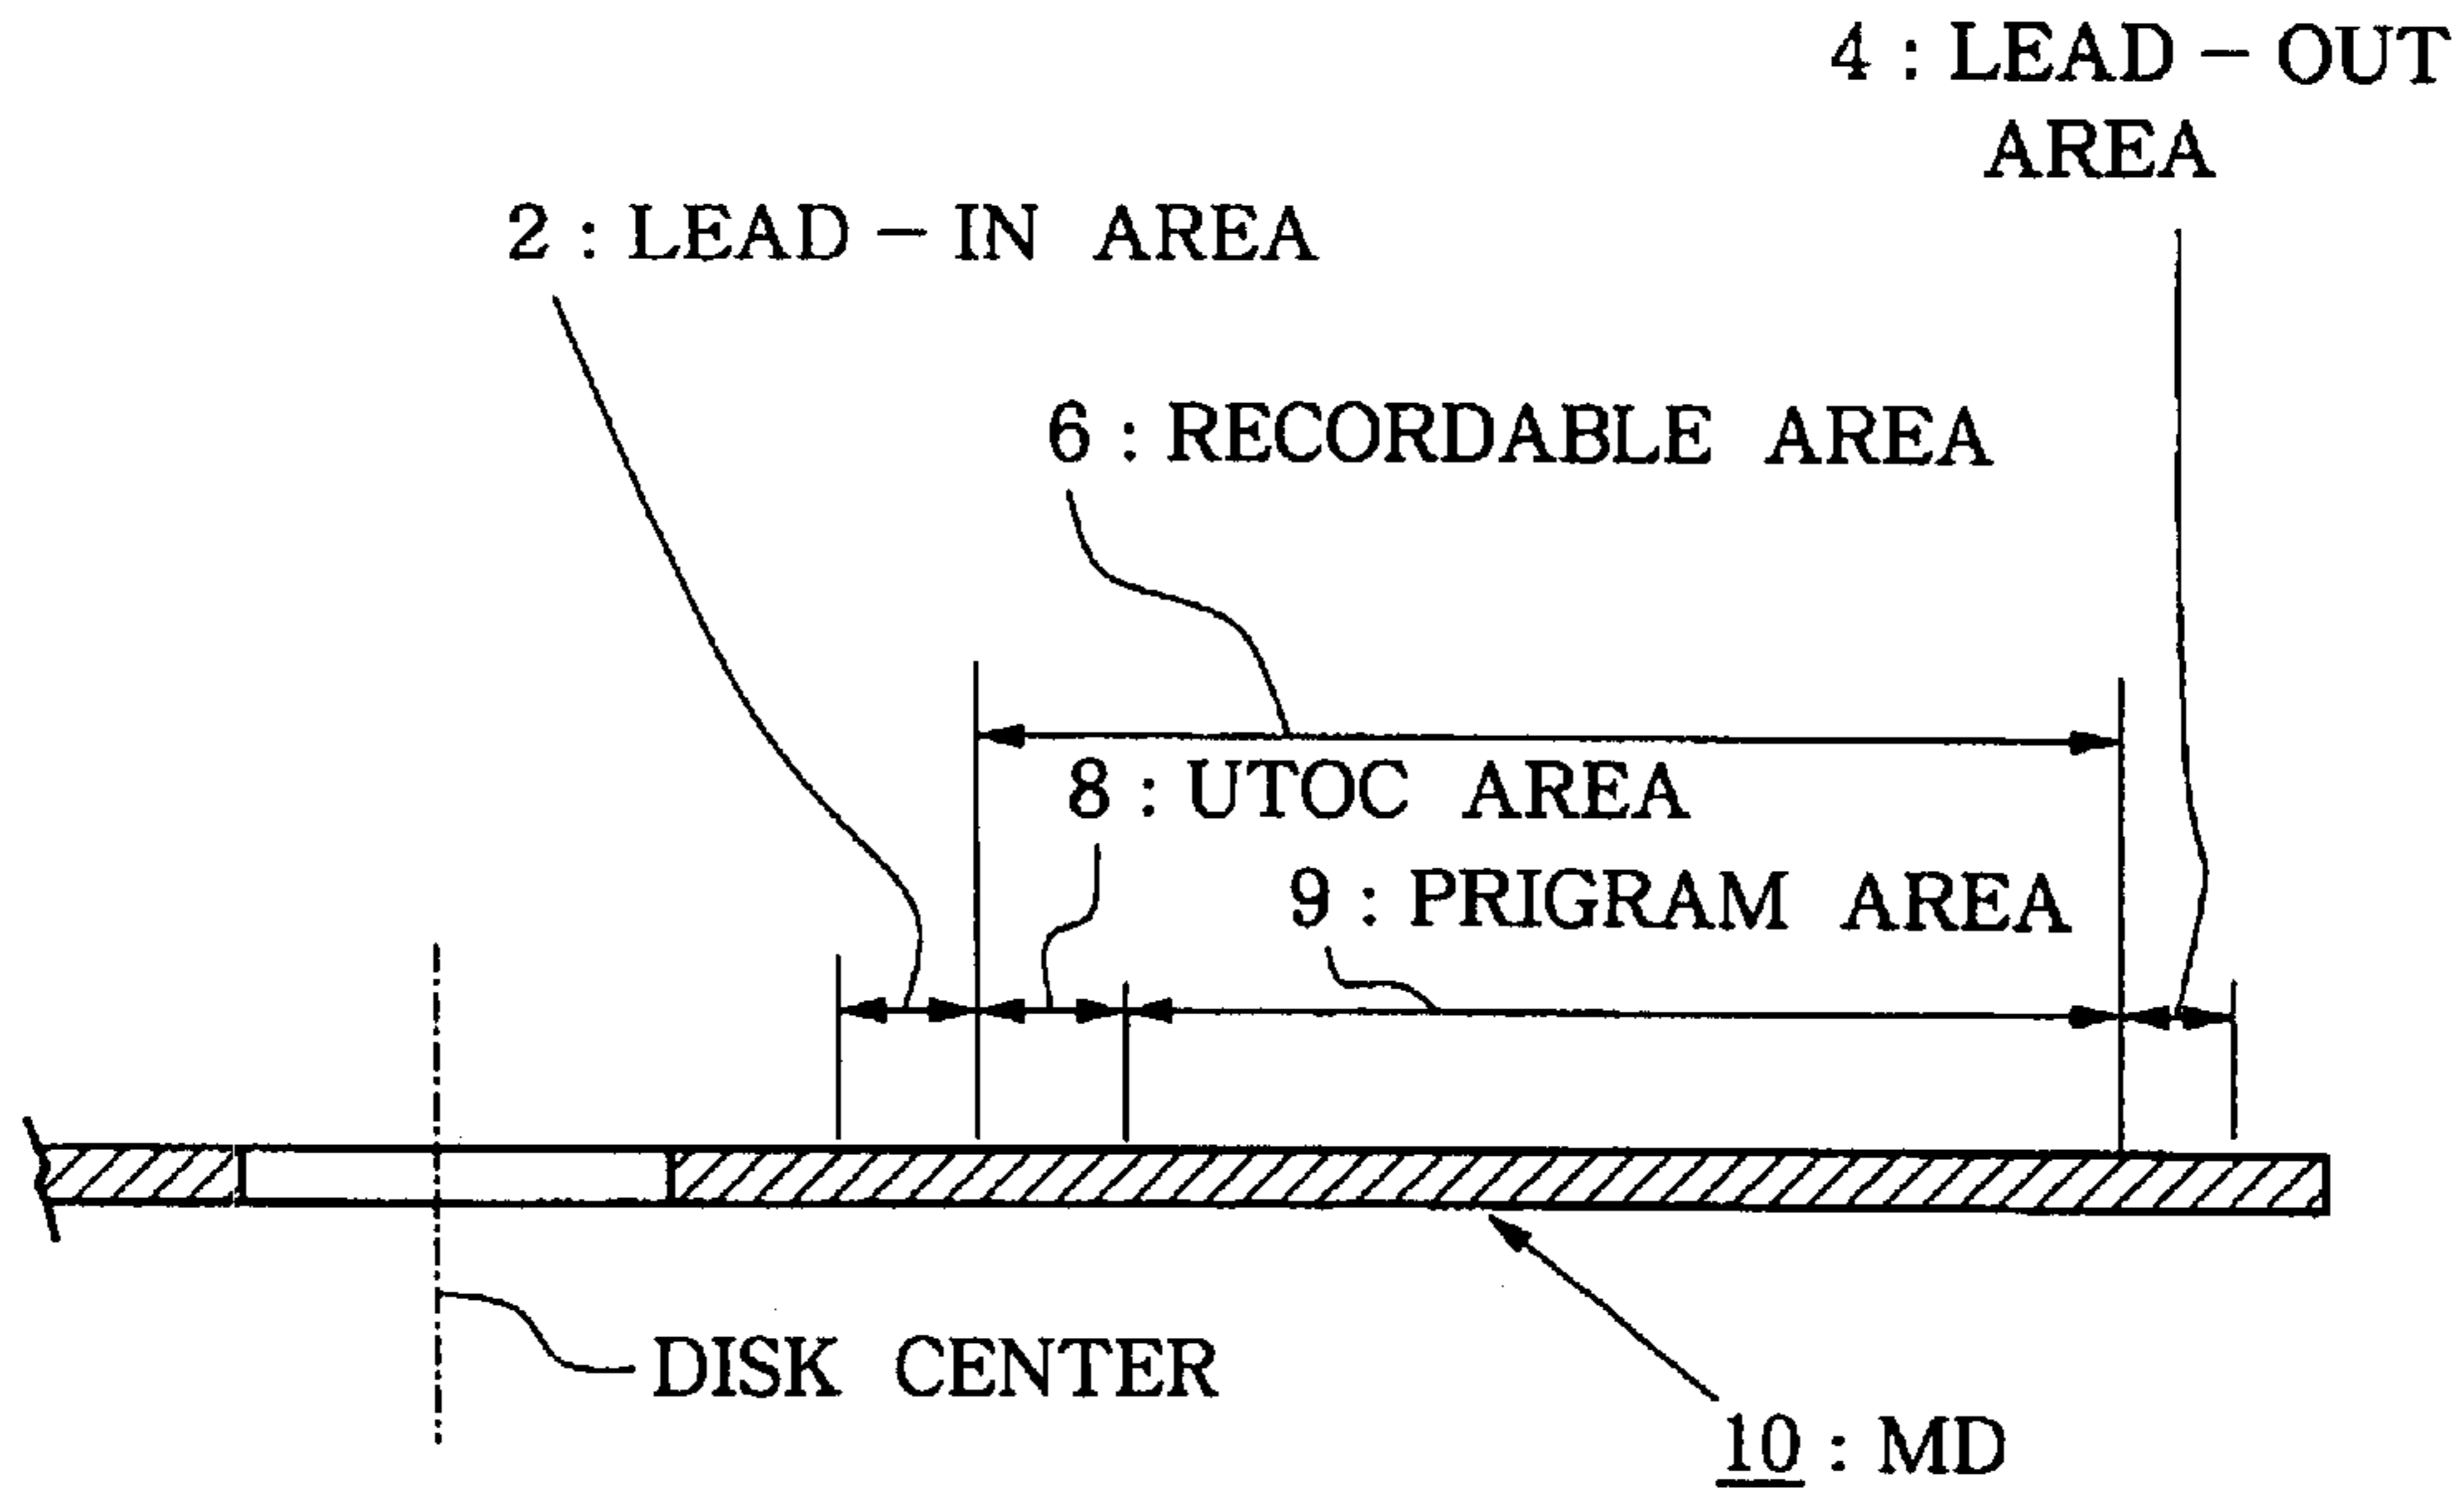 4 : LEAD - OUT
AREA
2 : LEAD - IN AREA
6 : RECORDABLE AREA
8 : UTOC AREA
9 : PRIGRAM AREA
DISK CENTER
10 : MD